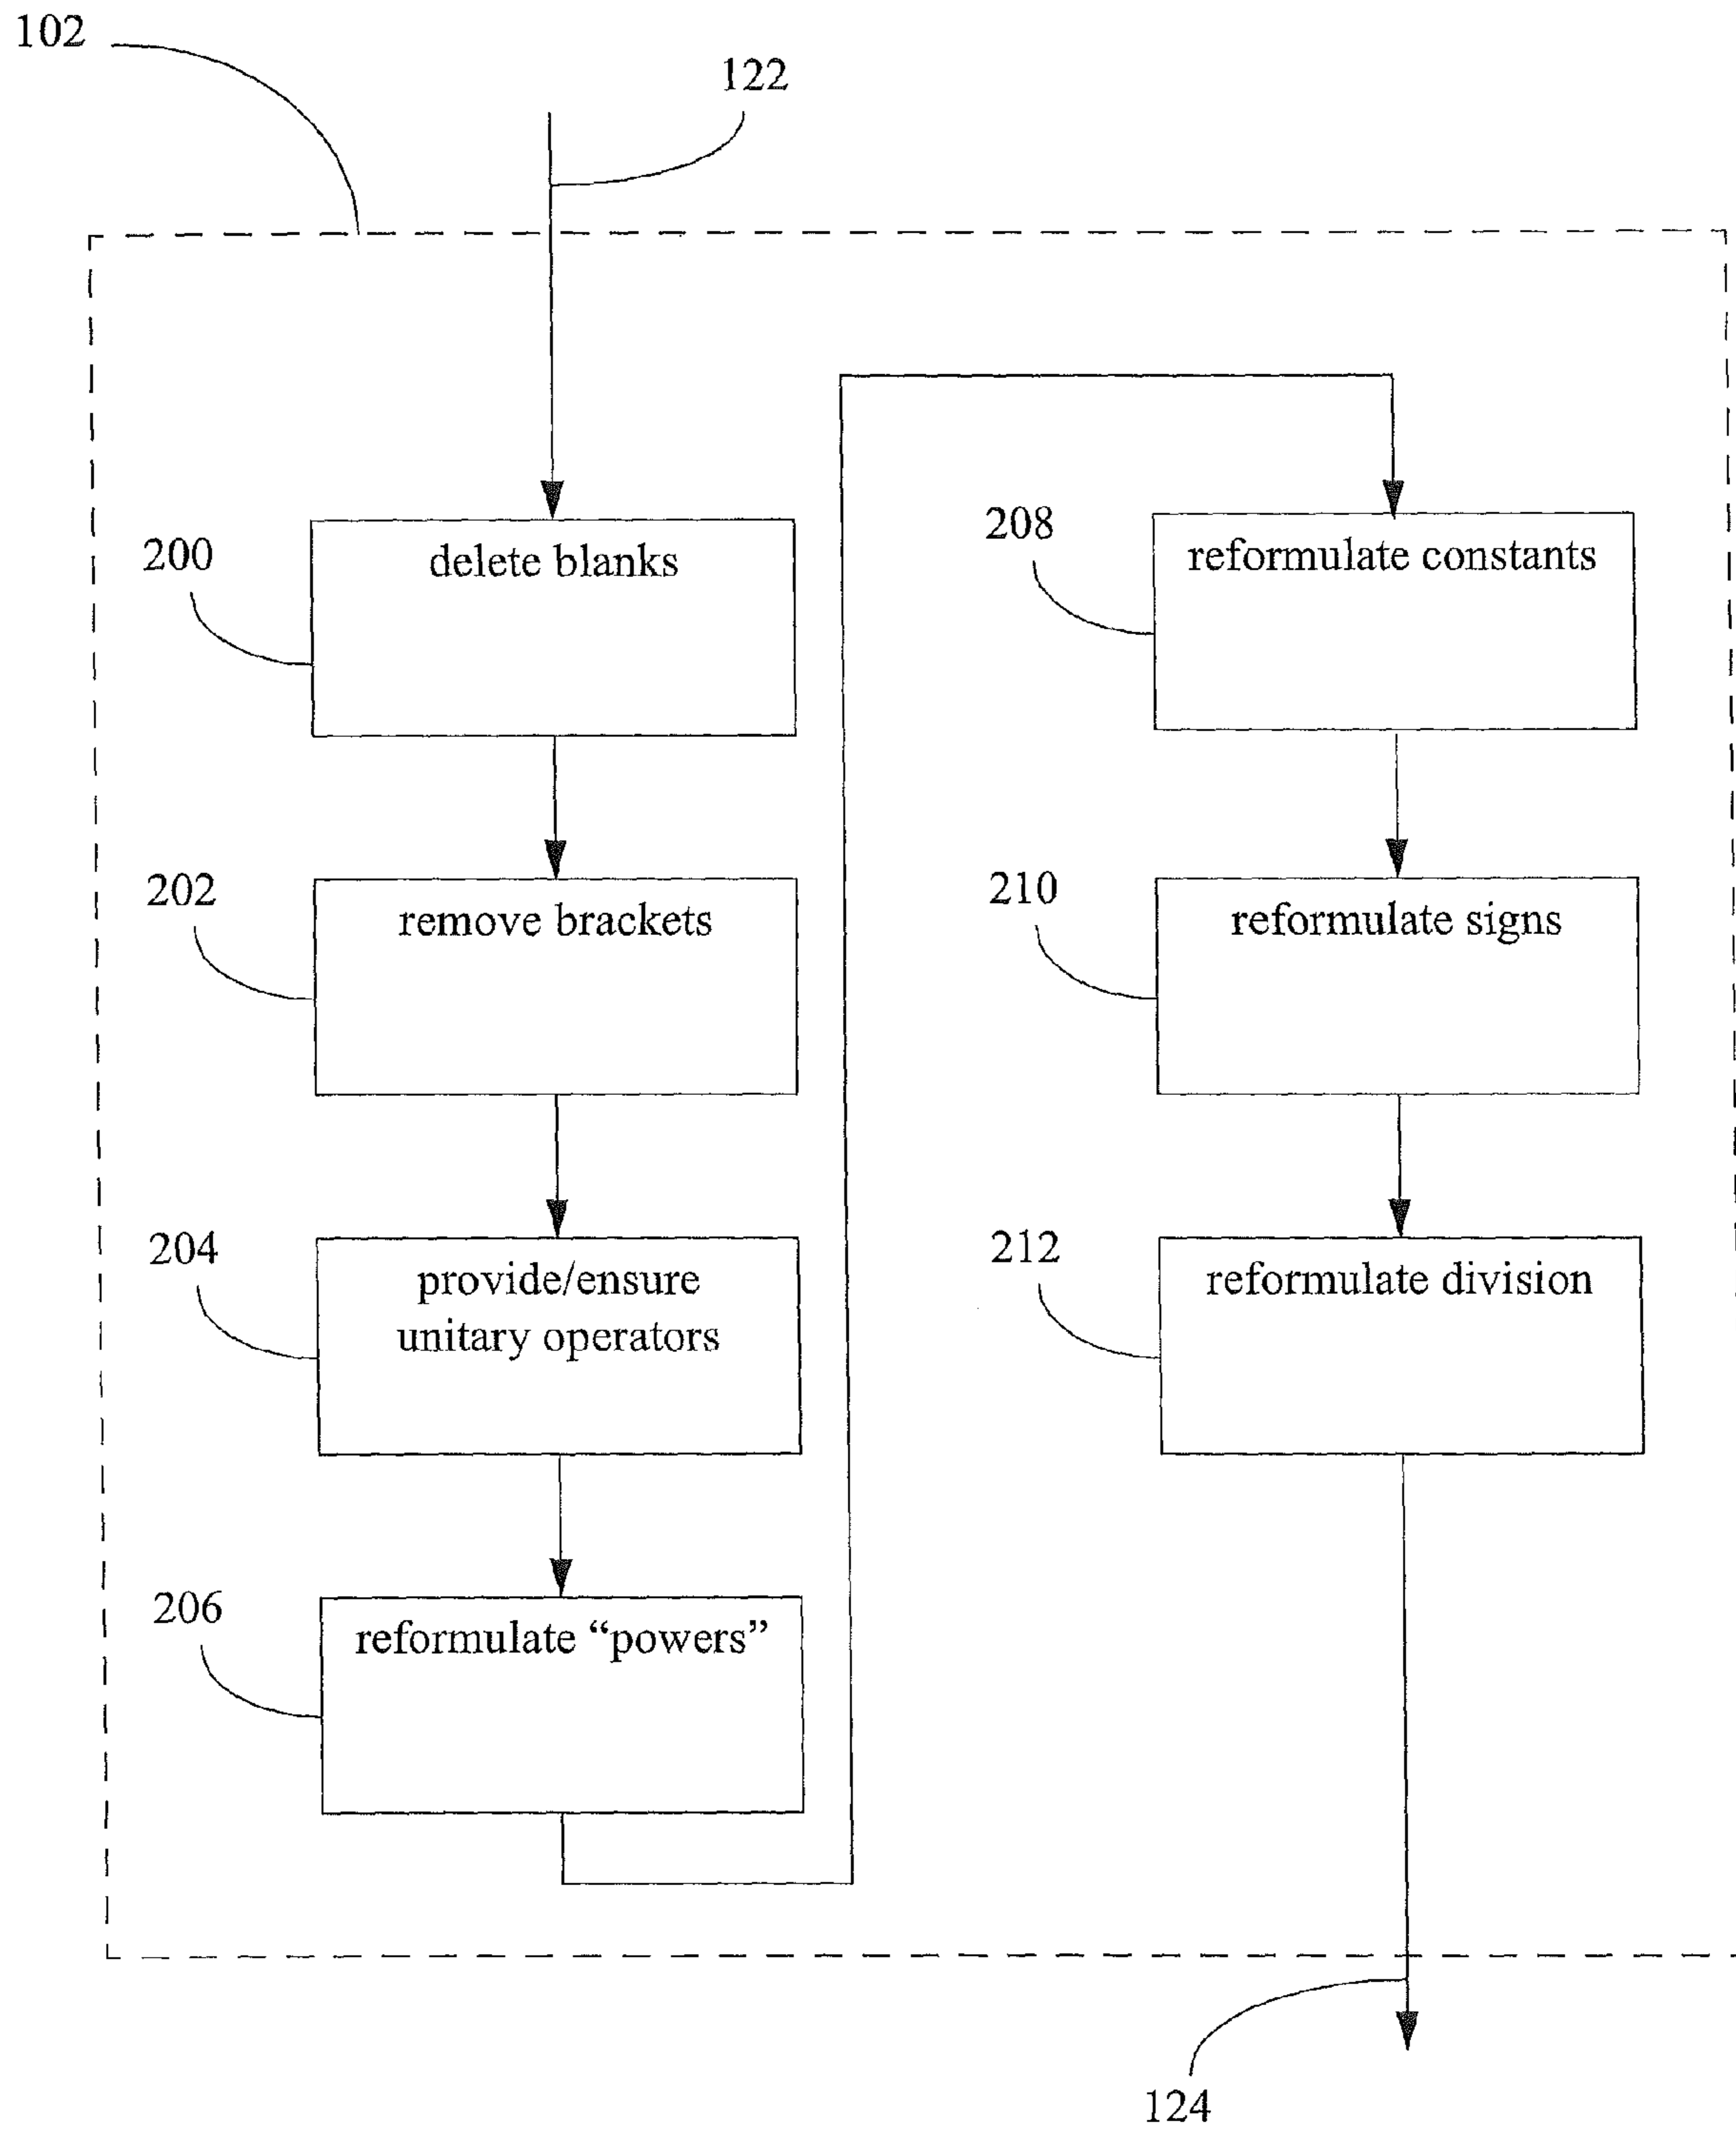 102
122
200
delete blanks
202
remove brackets
204
provide/ensure
unitary operators
206
reformulate “powers”
208
reformulate constants
210
reformulate signs
212
reformulate division
124